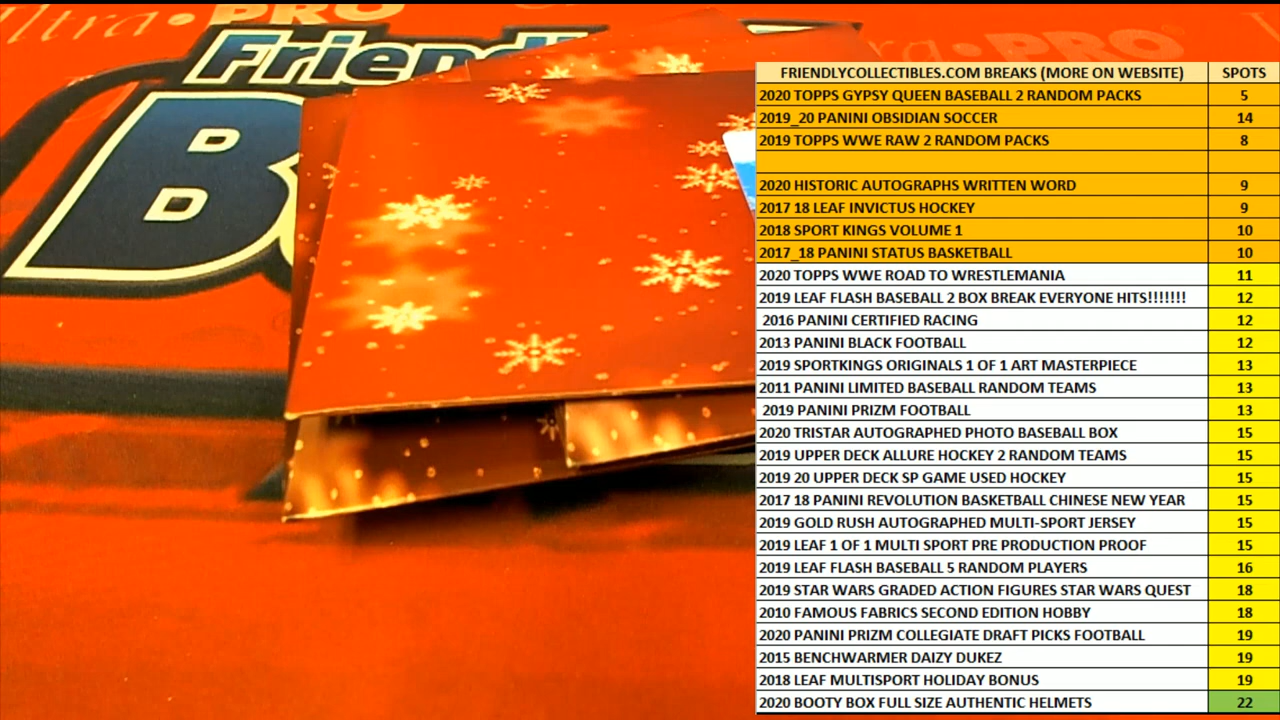 ltra•PRO
ra•PRO
Friendl
B
FRIENDLYCOLLECTIBLES.COM BREAKS (MORE ON WEBSITE) SPOTS
2020 TOPPS GYPSY QUEEN BASEBALL 2 RANDOM PACKS 5
2019_20 PANINI OBSIDIAN SOCCER 14
2019 TOPPS WWE RAW 2 RANDOM PACKS 8
2020 HISTORIC AUTOGRAPHS WRITTEN WORD 9
2017 18 LEAF INVICTUS HOCKEY 9
2018 SPORT KINGS VOLUME 1 10
2017_18 PANINI STATUS BASKETBALL 10
2020 TOPPS WWE ROAD TO WRESTLEMANIA 11
2019 LEAF FLASH BASEBALL 2 BOX BREAK EVERYONE HITS!!!!!!! 12
2016 PANINI CERTIFIED RACING 12
2013 PANINI BLACK FOOTBALL 12
2019 SPORTKINGS ORIGINALS 1 OF 1 ART MASTERPIECE 13
2011 PANINI LIMITED BASEBALL RANDOM TEAMS 13
2019 PANINI PRIZM FOOTBALL 13
2020 TRISTAR AUTOGRAPHED PHOTO BASEBALL BOX 15
2019 UPPER DECK ALLURE HOCKEY 2 RANDOM TEAMS 15
2019 20 UPPER DECK SP GAME USED HOCKEY 15
2017 18 PANINI REVOLUTION BASKETBALL CHINESE NEW YEAR 15
2019 GOLD RUSH AUTOGRAPHED MULTI-SPORT JERSEY 15
2019 LEAF 1 OF 1 MULTI SPORT PRE PRODUCTION PROOF 15
2019 LEAF FLASH BASEBALL 5 RANDOM PLAYERS 16
2019 STAR WARS GRADED ACTION FIGURES STAR WARS QUEST 18
2010 FAMOUS FABRICS SECOND EDITION HOBBY 18
2020 PANINI PRIZM COLLEGIATE DRAFT PICKS FOOTBALL 19
2015 BENCHWARMER DAIZY DUKEZ 19
2018 LEAF MULTISPORT HOLIDAY BONUS 19
2020 BOOTY BOX FULL SIZE AUTHENTIC HELMETS 22